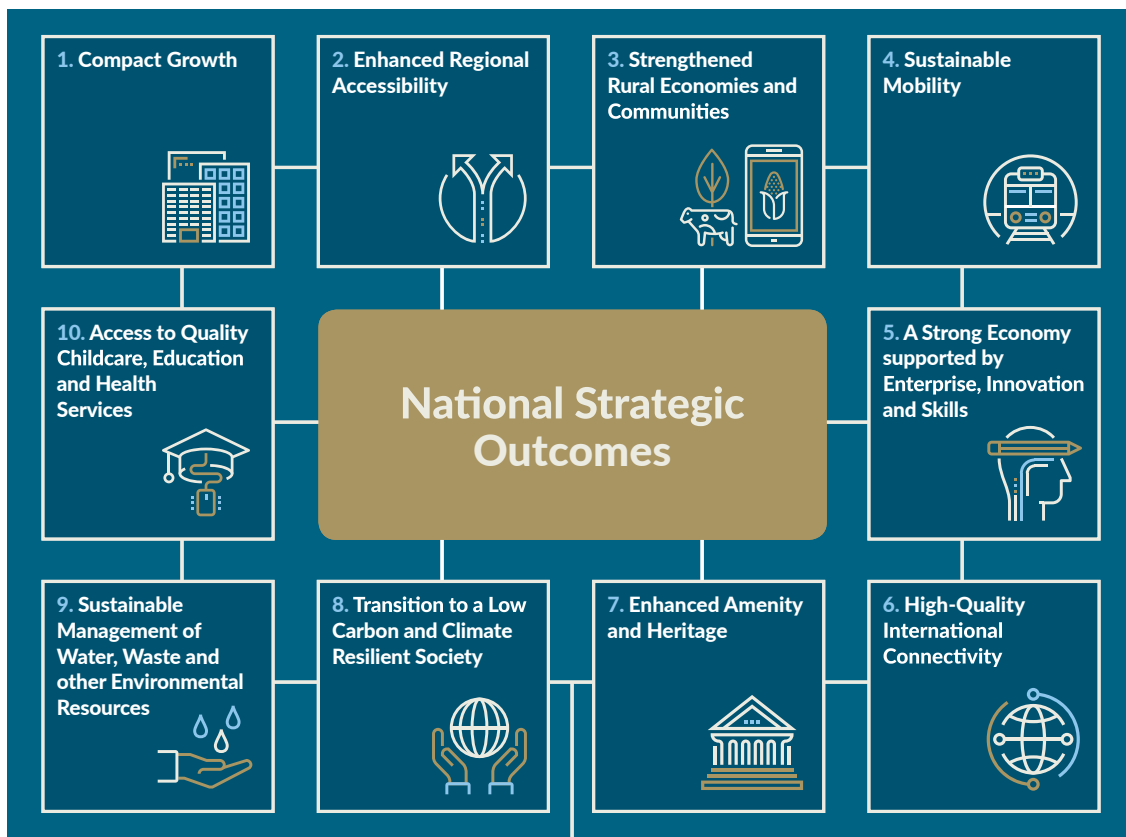 1. Compact Growth
2. Enhanced Regional
Accessibility
3. Strengthened
Rural Economies and
Communities
4. Sustainable
Mobility
10. Access to Quality
Childcare, Education
and Health
Services
National Strategic
Outcomes
5. A Strong Economy
supported by
Enterprise, Innovation
and Skills
9. Sustainable
Management of
Water, Waste and
other Environmental
Resources
8. Transition to a Low
Carbon and Climate
Resilient Society
7. Enhanced Amenity
and Heritage
6. High-Quality
International
Connectivity